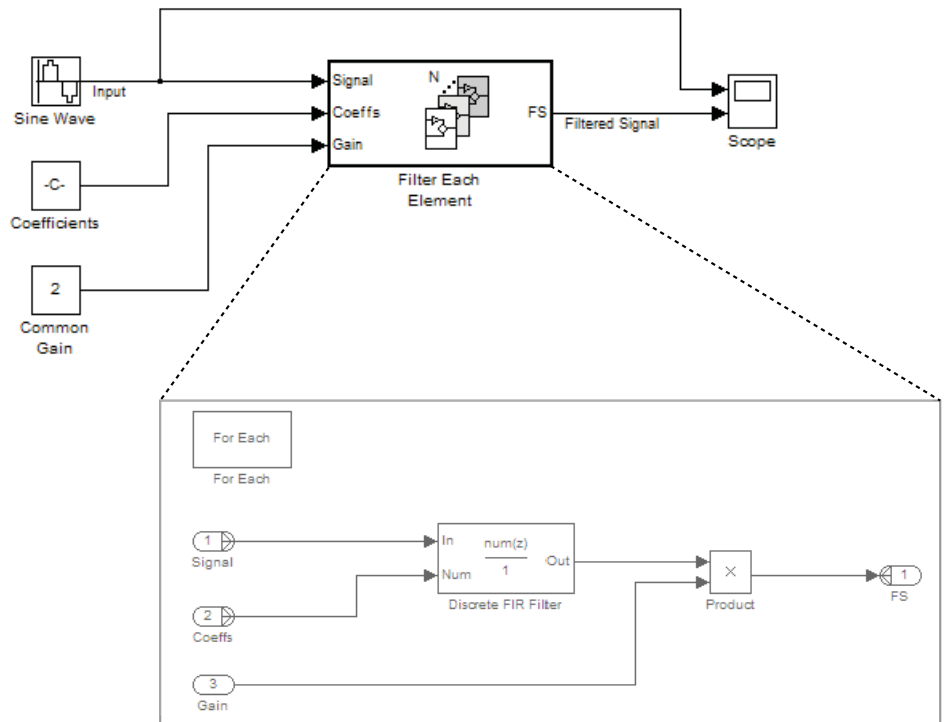 Sine Wave
Input
-C-
Coefficients
2
Common
Gain
Signal
Coeffs
Gain
N
FS
Filter Each
Element
Filtered Signal
Scope
For Each
For Each
1
Signal
2
Coeffs
3
Gain
In
Num
num(z)
1
Out
Discrete FIR Filter
×
Product
1
FS